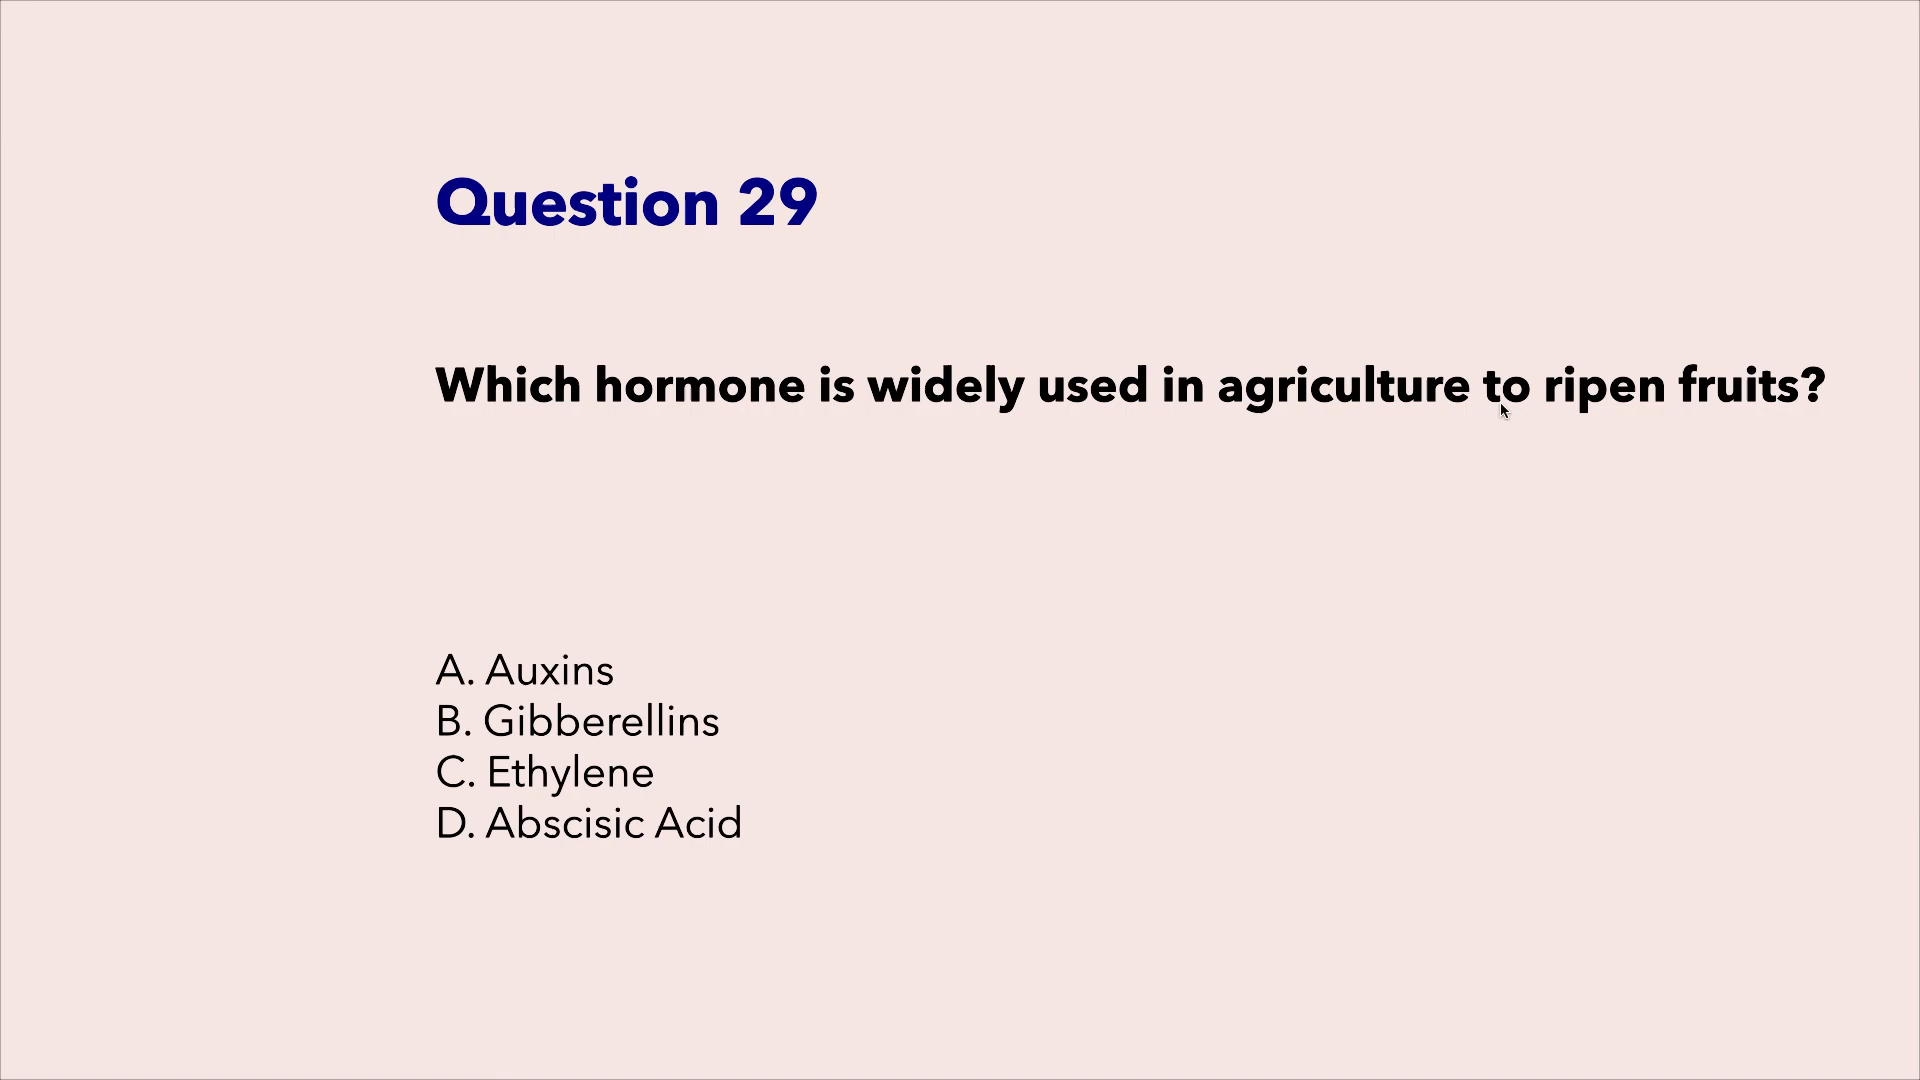 Question 29
Which hormone is widely used in agriculture to ripen fruits?
A. Auxins
B. Gibberellins
C. Ethylene
D. Abscisic Acid